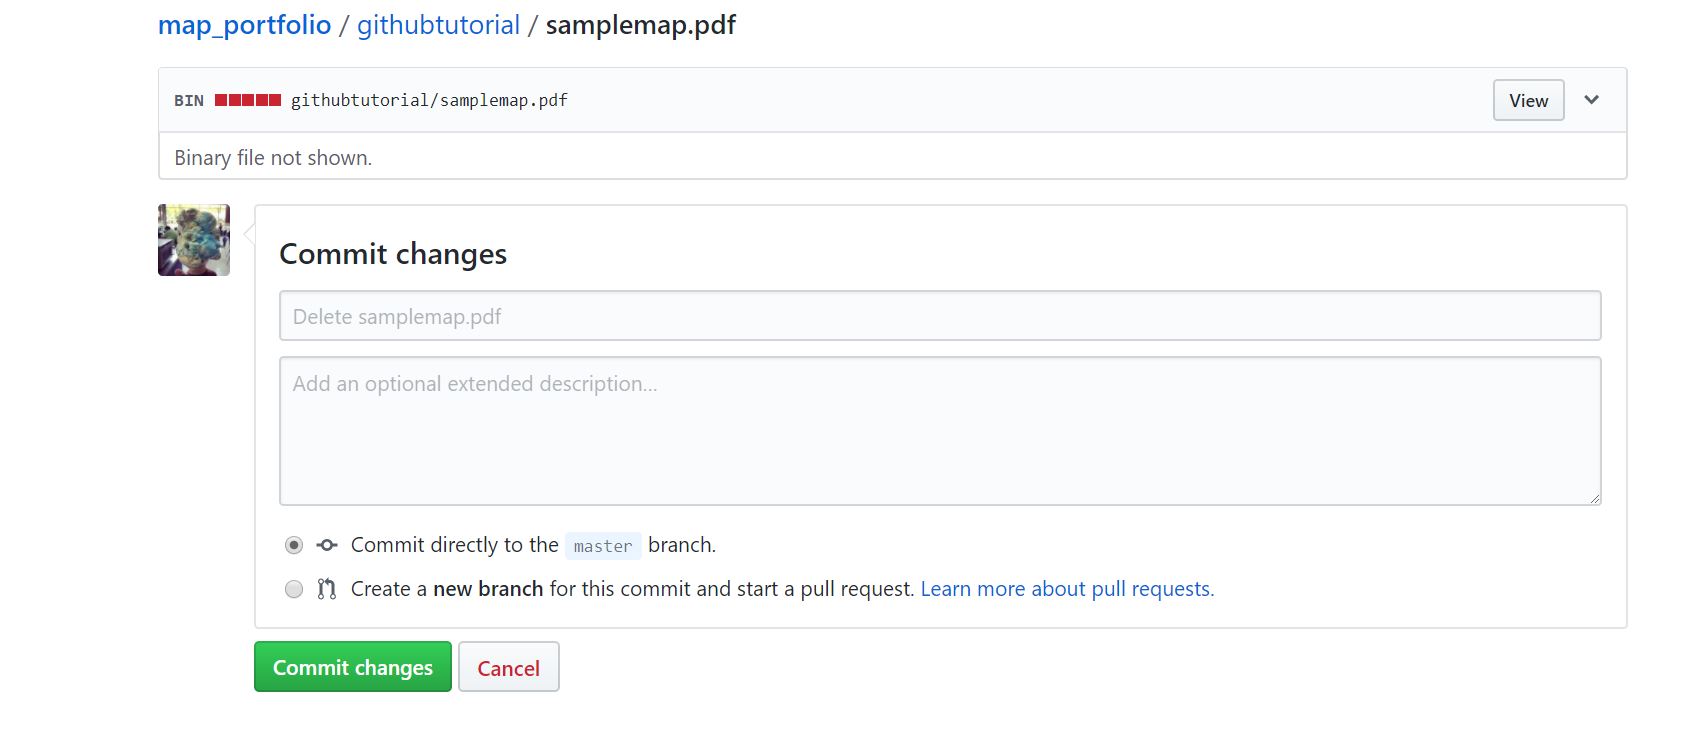 map_portfolio / githubtutorial / samplemap.pdf
BIN githubtutorial/samplemap.pdf View
Binary file not shown.
Commit changes
Delete samplemap.pdf
Add an optional extended description...
Commit directly to the master branch.
Create a new branch for this commit and start a pull request. Learn more about pull requests.
Commit changes Cancel